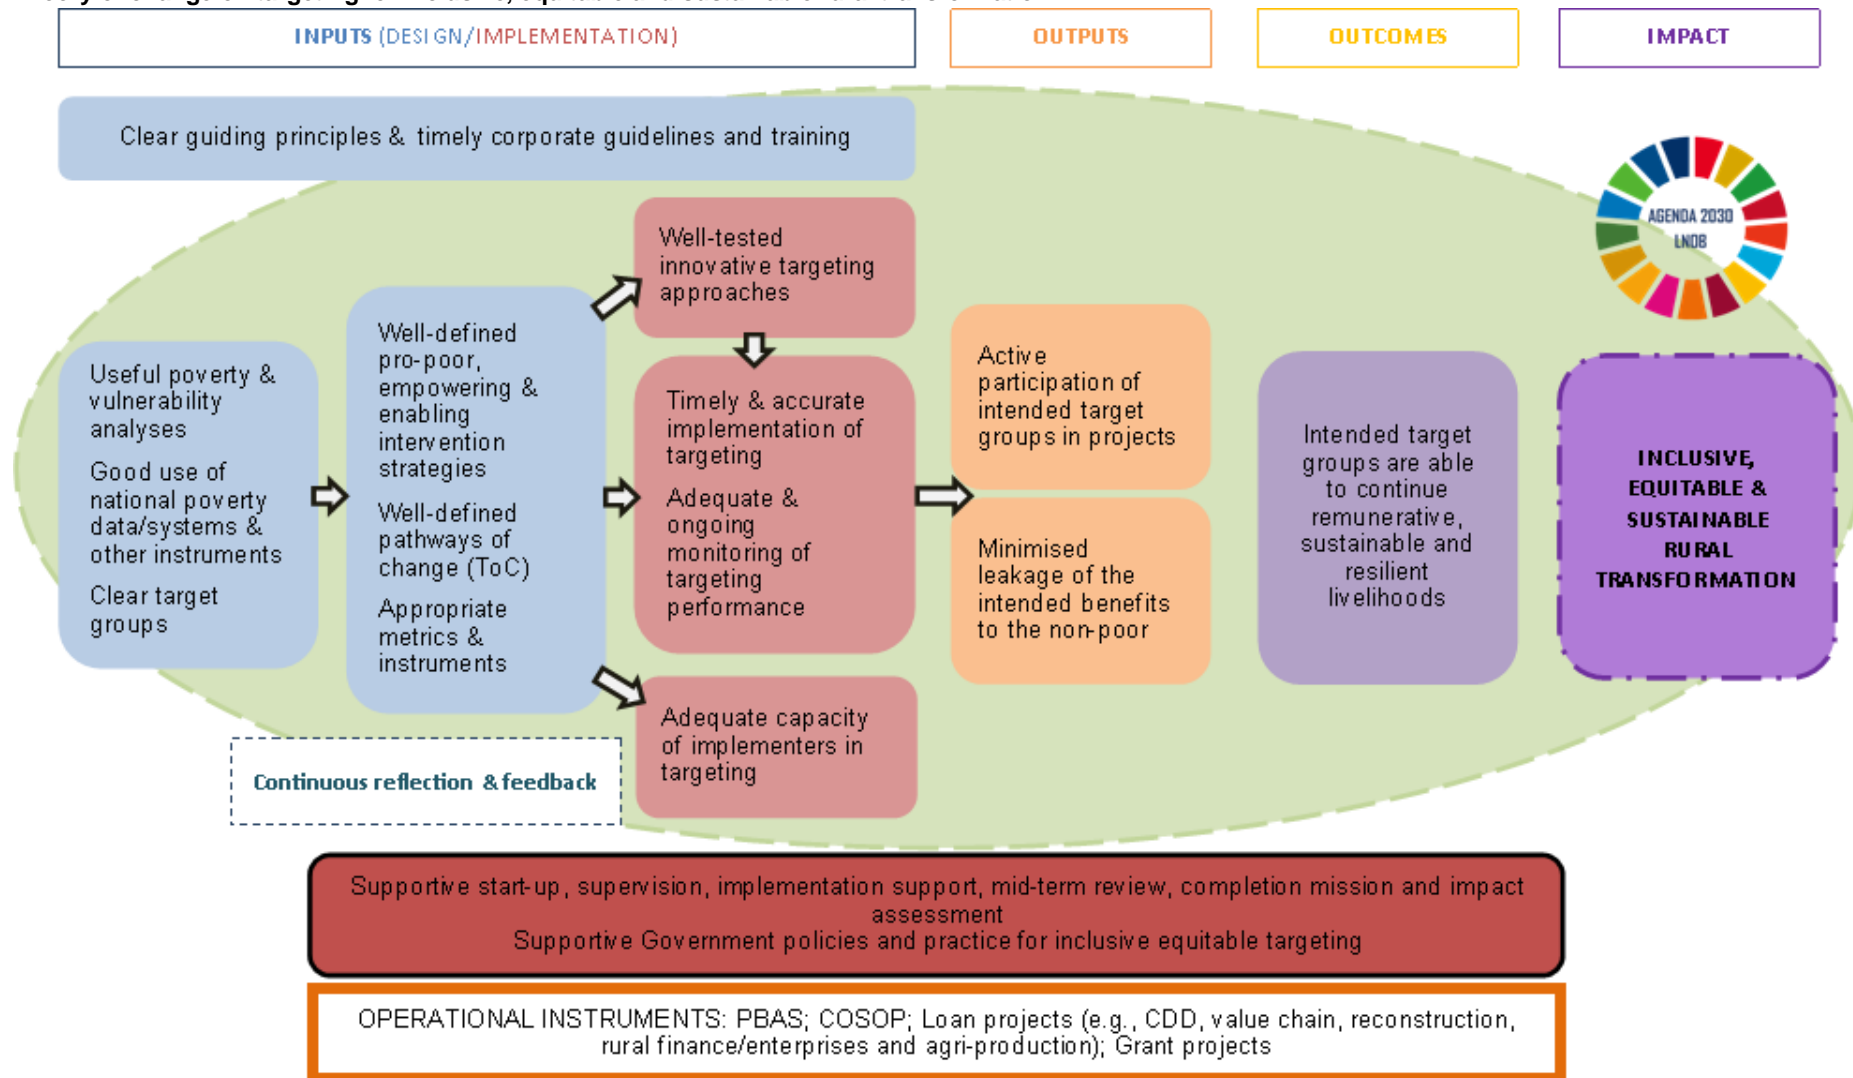 INPUTS (DESIGN/IMPLEMENTATION)
OUTPUTS
OUTCOMES
IMPACT
Clear guiding principles & timely corporate guidelines and training
AGENDA 2030
LNOB
Well-tested
innovative targeting
approaches
Useful poverty &
vulnerability
analyses
Good use of
national poverty
data/systems &
other instruments
Clear target
groups
Well-defined
pro-poor,
empowering &
enabling
intervention
strategies
Well-defined
pathways of
change (ToC)
Appropriate
metrics &
instruments
Timely & accurate
implementation of
targeting
Adequate &
ongoing
monitoring of
targeting
performance
Adequate capacity
of implementers in
targeting
Active
participation of
intended target
groups in projects
Minimised
leakage of the
intended benefits
to the non-poor
Intended target
groups are able
to continue
remunerative,
sustainable and
resilient
livelihoods
INCLUSIVE,
EQUITABLE &
SUSTAINABLE
RURAL
TRANSFORMATION
Continuous reflection & feedback
Supportive start-up, supervision, implementation support, mid-term review, completion mission and impact
assessment
Supportive Government policies and practice for inclusive equitable targeting
OPERATIONAL INSTRUMENTS: PBAS; COSOP; Loan projects (e.g., CDD, value chain, reconstruction,
rural finance/enterprises and agri-production); Grant projects